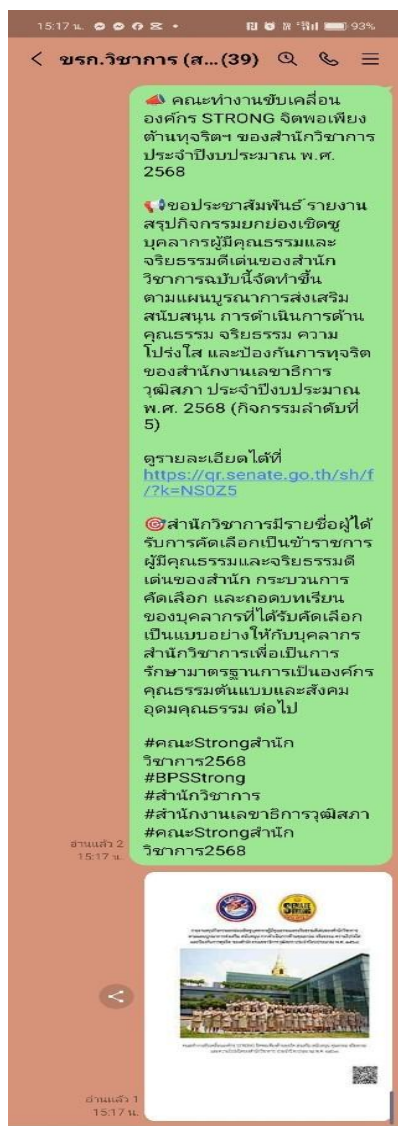 15:17 น.
93%
ขรก.วิชาการ (ส...(39)
📣 คณะทำงานขับเคลื่อน
องค์กร STRONG จิตพอเพียง
ต้านทุจริตฯ ของสำนักวิชาการ
ประจำปีงบประมาณ พ.ศ.
2568
📢ขอประชาสัมพันธ์ รายงาน
สรุปกิจกรรมยกย่องเชิดชู
บุคลากรผู้มีคุณธรรมและ
จริยธรรมดีเด่นของสำนัก
วิชาการฉบับนี้จัดทำขึ้น
ตามแผนบูรณาการส่งเสริม
สนับสนุน การดำเนินการด้าน
คุณธรรม จริยธรรม ความ
โปร่งใส และป้องกันการทุจริต
ของสำนักงานเลขาธิการ
วุฒิสภา ประจำปีงบประมาณ
พ.ศ. 2568 (กิจกรรมลำดับที่
5)
ดูรายละเอียดได้ที่
https://qr.senate.go.th/sh/f
/?k=NS0Z5
🎯สำนักวิชาการมีรายชื่อผู้ได้
รับการคัดเลือกเป็นข้าราชการ
ผู้มีคุณธรรมและจริยธรรมดี
เด่นของสำนัก กระบวนการ
คัดเลือก และถอดบทเรียน
ของบุคลากรที่ได้รับคัดเลือก
เป็นแบบอย่างให้กับบุคลากร
สำนักวิชาการเพื่อเป็นการ
รักษามาตรฐานการเป็นองค์กร
คุณธรรมต้นแบบและสังคม
อุดมคุณธรรม ต่อไป
#คณะStrongสำนัก
วิชาการ2568
#BPSStrong
#สำนักวิชาการ
#สำนักงานเลขาธิการวุฒิสภา
#คณะStrongสำนัก
วิชาการ2568
อ่านแล้ว 2
15:17 น.
อ่านแล้ว 1
15:17 น.